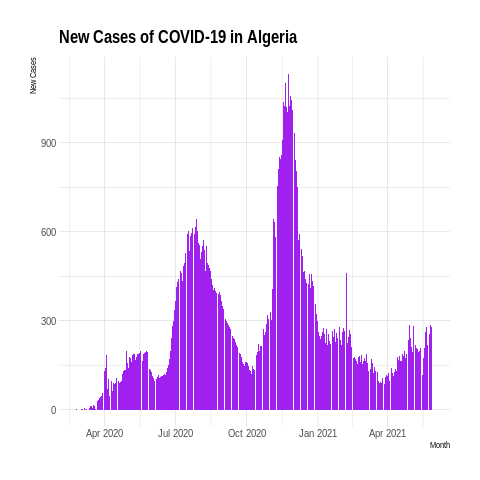 New Cases of COVID-19 in Algeria
New Cases
900
600
300
0
Apr 2020 Jul 2020 Oct 2020 Jan 2021 Apr 2021
Month